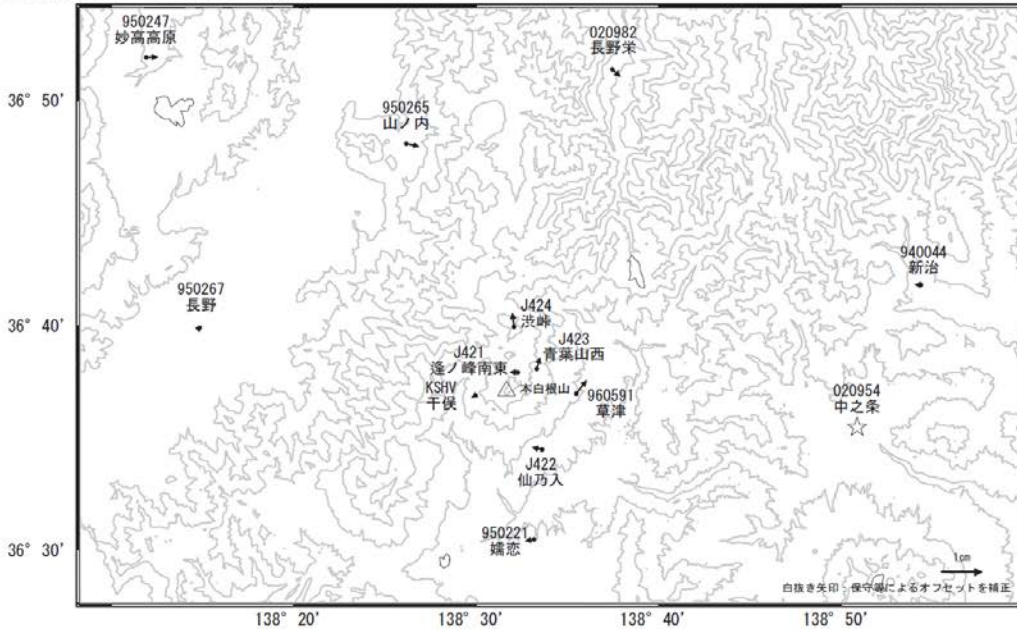 950247
妙高高原
020982
長野栄
36° 50'
950265
山ノ内
940044
新治
950267
長野
36° 40'
J424
渋峠
J423
青葉山西
J421
逢ノ峰南東
KSHV
干俣
本白根山
960591
草津
020954
中之条
J422
仙乃入
950221
嬬恋
36° 30'
1cm
白抜き矢印：保守等によるオフセットを補正
138° 20'
138° 30'
138° 40'
138° 50'